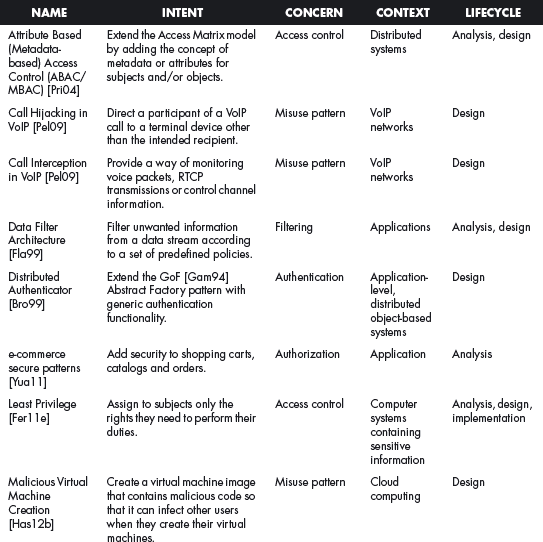 NAME INTENT CONCERN CONTEXT LIFECYCLE
Attribute Based Extend the Access Matrix model Access control Distributed Analysis, design
(Metadata- by adding the concept of systems
based) Access metadata or attributes for
Control (ABAC/ subjects and/or objects.
MBAC) [Pri04]
Call Hijacking in Direct a participant of a VoIP Misuse pattern VoIP Design
VoIP [Pel09] call to a terminal device other networks
than the intended recipient.
Call Interception Provide a way of monitoring Misuse pattern VoIP Design
in VoIP [Pel09] voice packets, RTCP networks
transmissions or control channel
information.
Data Filter Filter unwanted information Filtering Applications Analysis, design
Architecture from a data stream according
[Fla99] to a set of predefined policies.
Distributed Extend the GoF [Gam94] Authentication Application- Design
Authenticator Abstract Factory pattern with level,
[Bro99] generic authentication distributed
functionality. object-based
systems
e-commerce Add security to shopping carts, Authorization Application Analysis
secure patterns catalogs and orders.
[Yua11]
Least Privilege Assign to subjects only the Access control Computer Analysis, design,
[Fer11e] rights they need to perform their systems implementation
duties. containing
sensitive
information
Malicious Virtual Create a virtual machine image Misuse pattern Cloud Design
Machine that contains malicious code so computing
Creation that it can infect other users
[Has12b] when they create their virtual
machines.